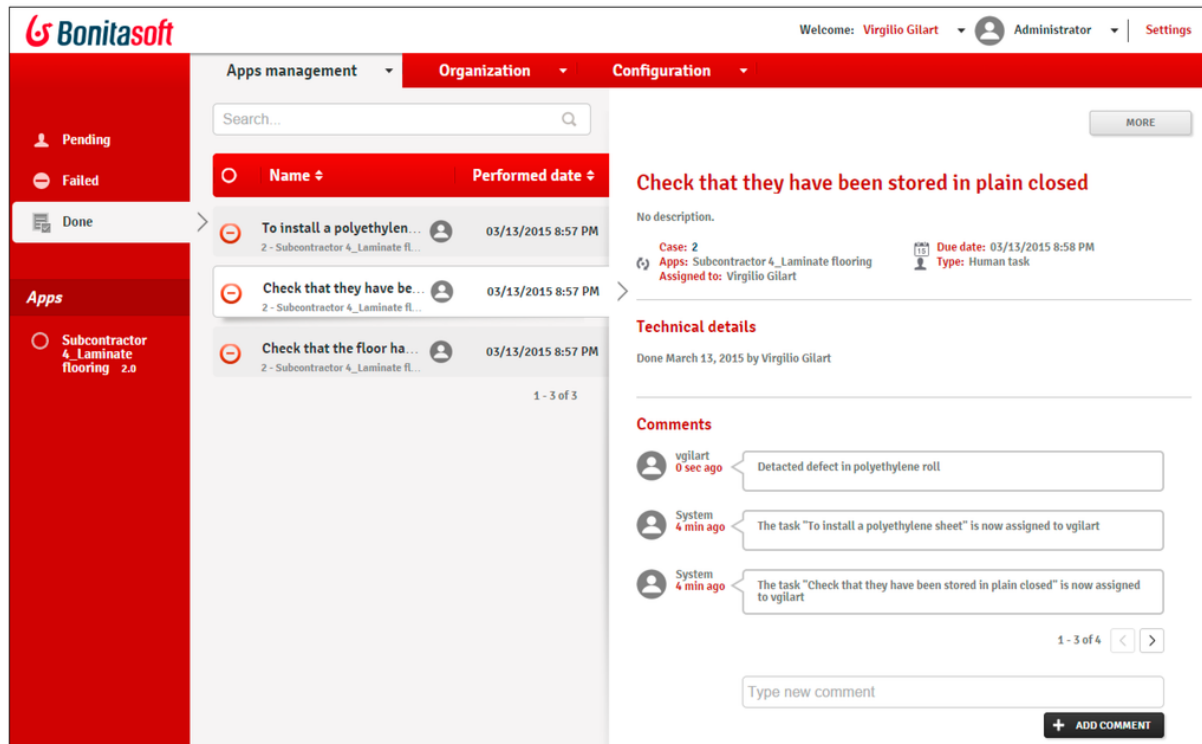 Bonitasoft
Welcome: Virgilio Gilart Administrator Settings
Apps management Organization Configuration
Pending
Failed
Done
Apps
Subcontractor
4_Laminate
flooring 2.0
Search...
Name Performed date
To install a polyethylen... 03/13/2015 8:57 PM
2 - Subcontractor 4_Laminate fl...
Check that they have be... 03/13/2015 8:57 PM
2 - Subcontractor 4_Laminate fl...
Check that the floor ha... 03/13/2015 8:57 PM
2 - Subcontractor 4_Laminate fl...
1 - 3 of 3
MORE
Check that they have been stored in plain closed
No description.
Case: 2
Apps: Subcontractor 4_Laminate flooring
Assigned to: Virgilio Gilart
15
Due date: 03/13/2015 8:58 PM
Type: Human task
Technical details
Done March 13, 2015 by Virgilio Gilart
Comments
vgilart
0 sec ago
Detacted defect in polyethylene roll
System
4 min ago
The task "To install a polyethylene sheet" is now assigned to vgilart
System
4 min ago
The task "Check that they have been stored in plain closed" is now assigned
to vgilart
1 - 3 of 4
Type new comment
+ ADD COMMENT